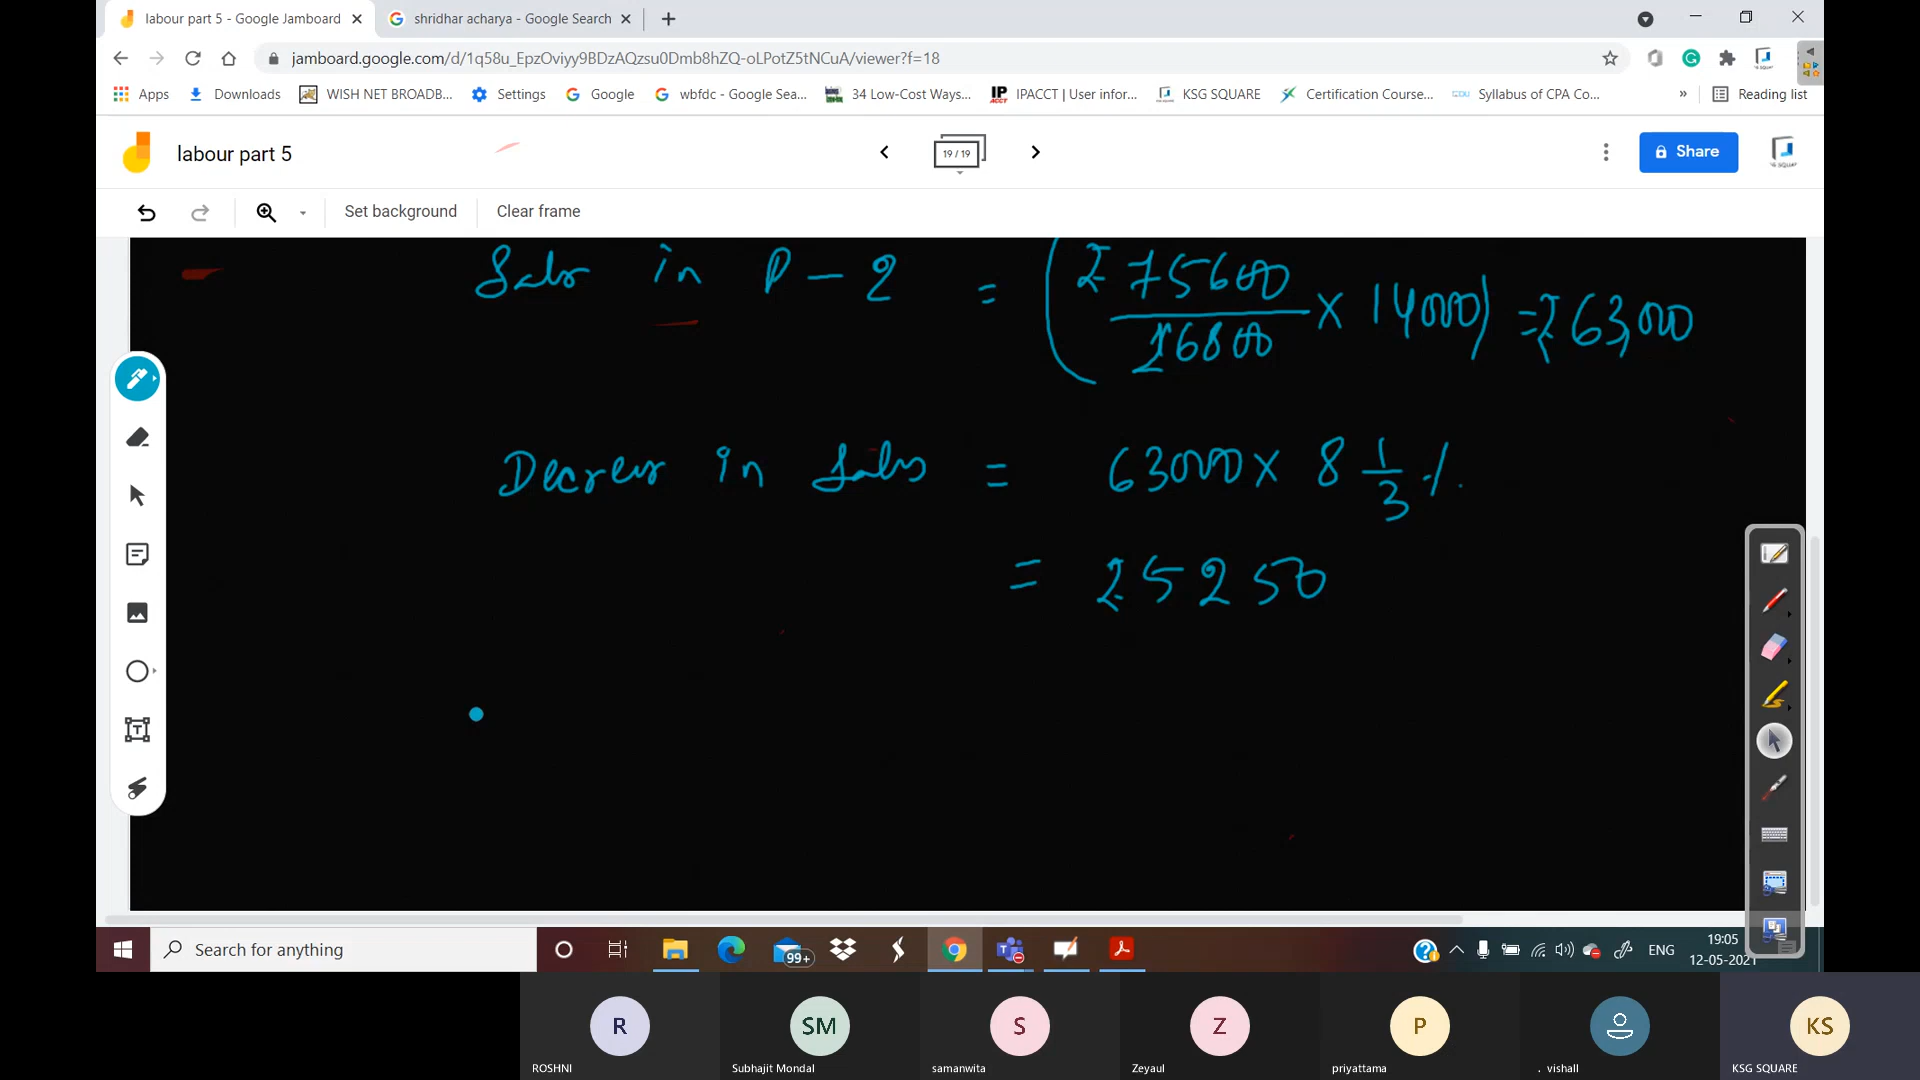 labour part 5 - Google Jamboard
shridhar acharya - Google Search
jamboard.google.com/d/1q58u_EpzOviyy9BDzAQzsu0Dmb8hZQ-oLPotZ5tNCuA/viewer?f=18
Apps Downloads WISH NET BROADB... Settings Google wbfdc - Google Sea... 34 Low-Cost Ways... IPACCT | User infor... KSG SQUARE Certification Course... Syllabus of CPA Co... » Reading list
labour part 5
19 / 19
Share
Set background Clear frame
Sales in P - 2 = ( ₹ 75600 / 16800 × 14000 ) = ₹ 63,000
Decrease in Sales = 63000 × 8 1/3 %.
= 25250
Search for anything
99+
ENG
19:05
12-05-2021
R SM S Z P KS
ROSHNI Subhajit Mondal samanwita Zeyaul priyattama . vishall KSG SQUARE